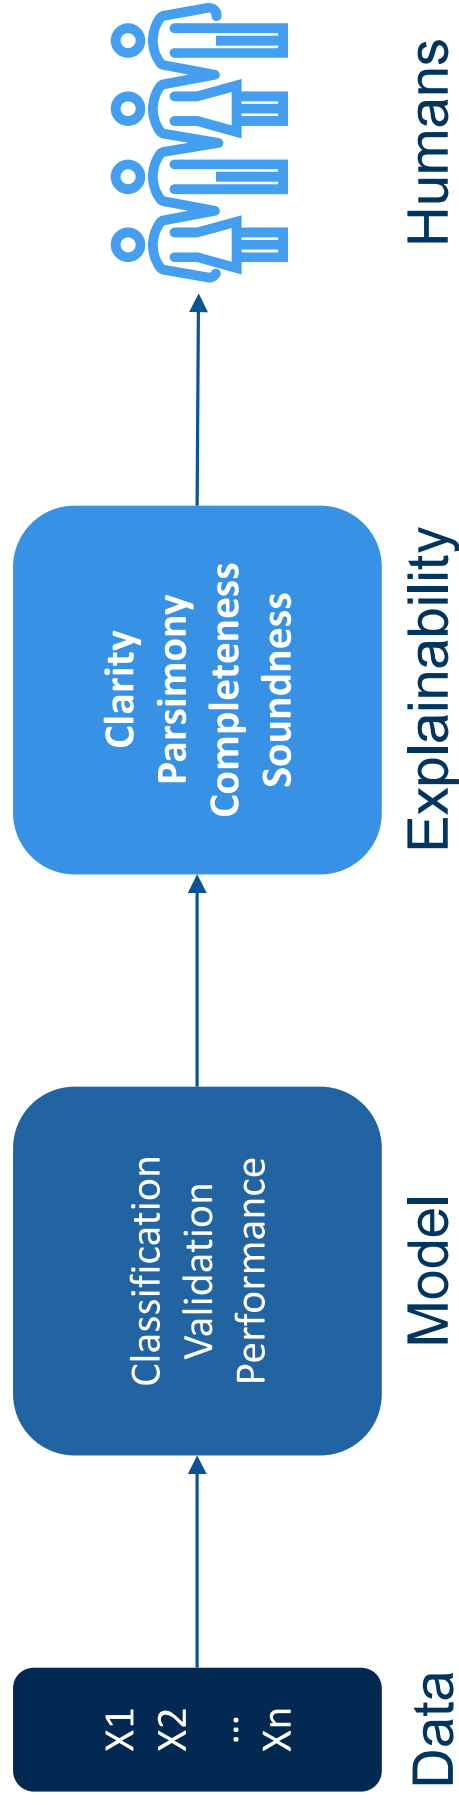 X1
X2
...
Xn
Data
Classification
Validation
Performance
Model
Clarity
Parsimony
Completeness
Soundness
Explainability
Humans